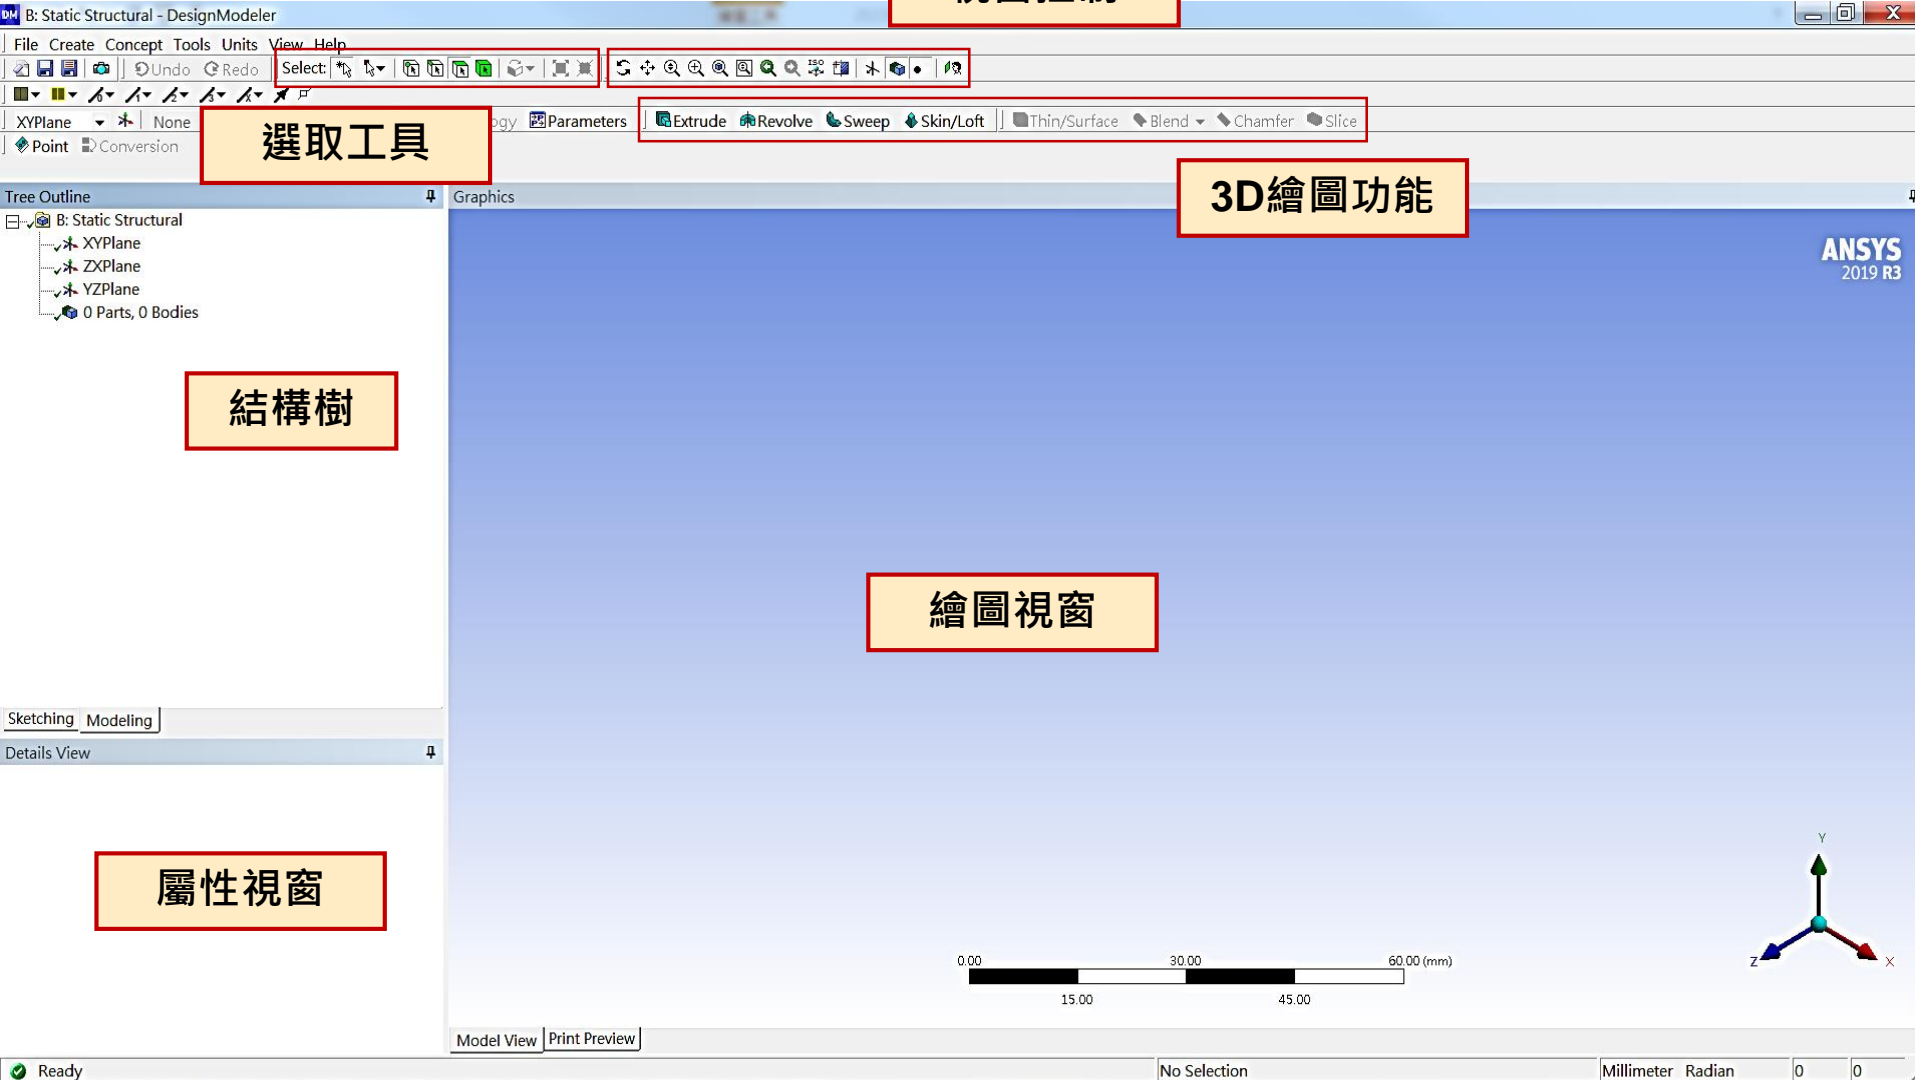 B: Static Structural - DesignModeler
File Create Concept Tools Units View Help
Undo Redo Select: ISO
XYPlane None Parameters Extrude Revolve Sweep Skin/Loft Thin/Surface Blend Chamfer Slice
選取工具
Point Conversion
3D繪圖功能
Tree Outline
Graphics
B: Static Structural
XYPlane
ZXPlane
YZPlane
0 Parts, 0 Bodies
ANSYS
2019 R3
結構樹
繪圖視窗
Sketching Modeling
Details View
屬性視窗
Y
Z
X
0.00 30.00 60.00 (mm)
15.00 45.00
Model View Print Preview
Ready
No Selection
Millimeter Radian 0 0